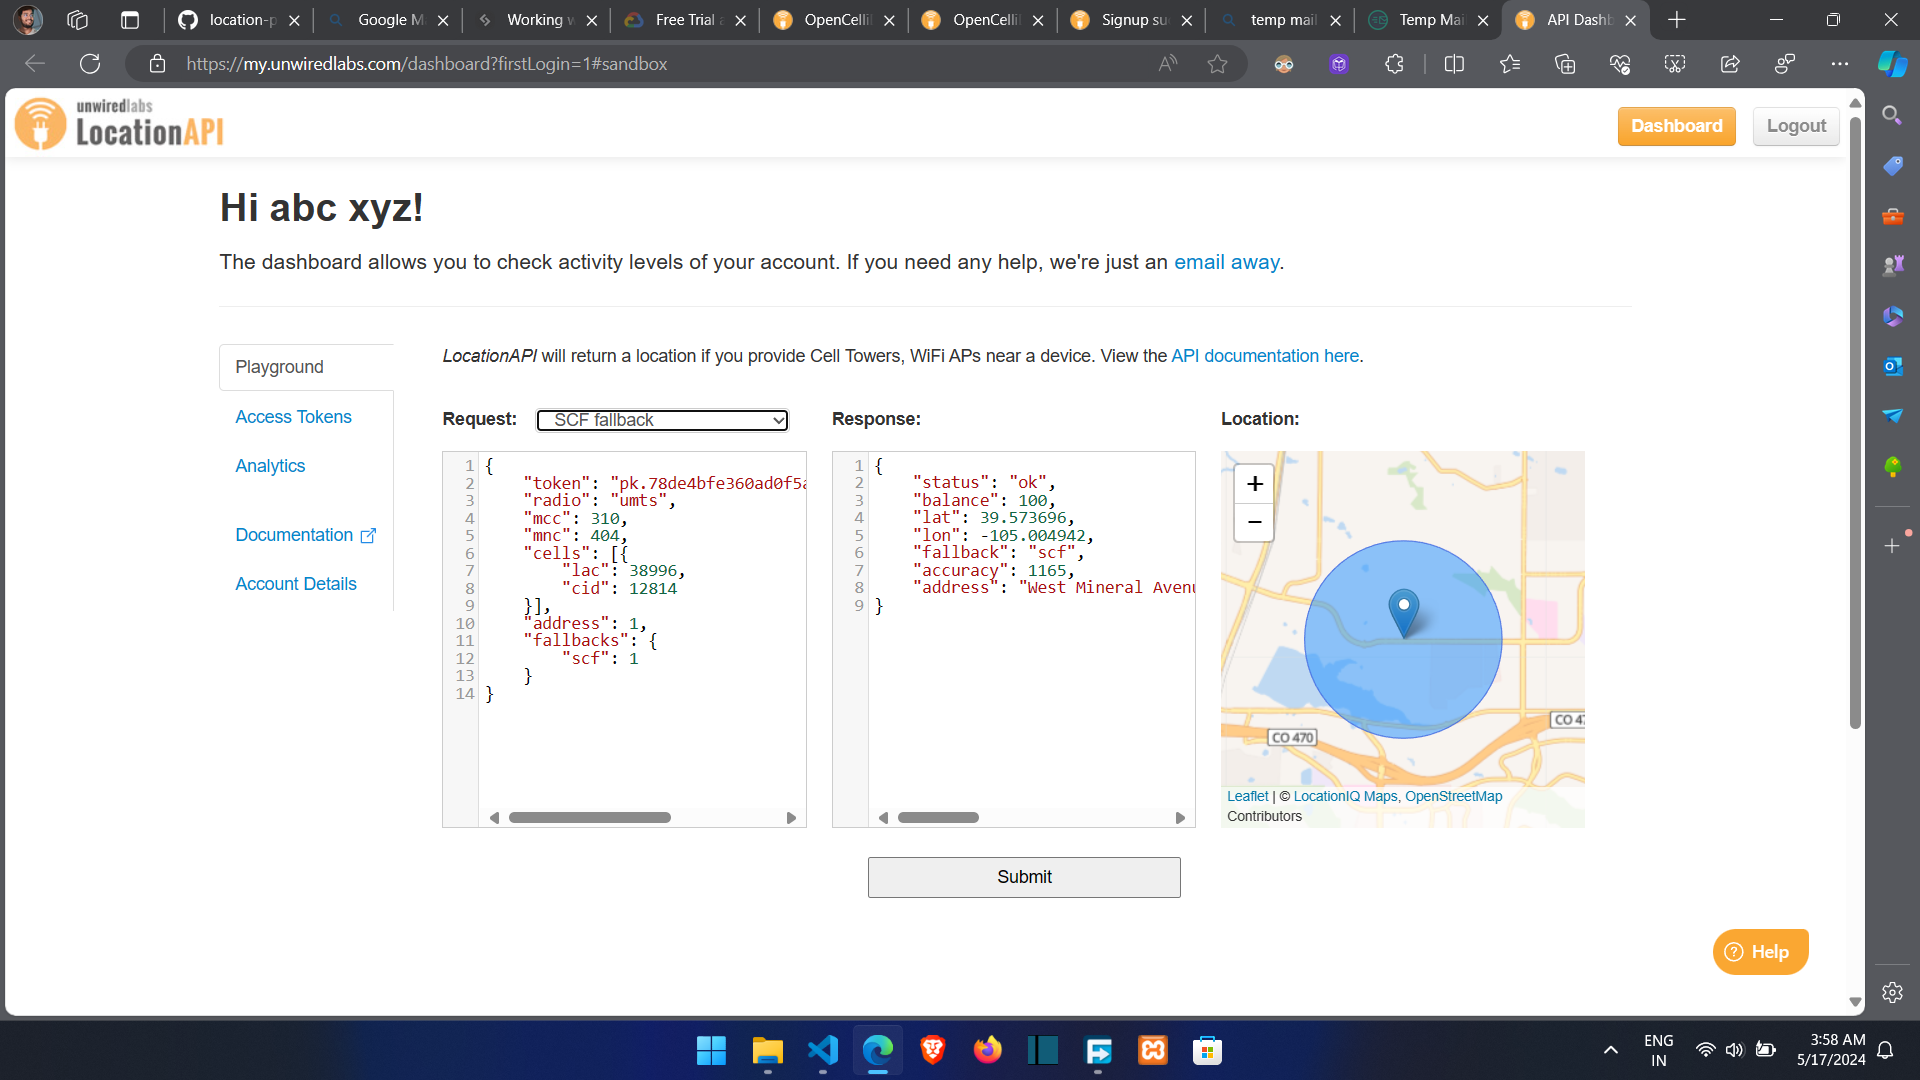 location-p
Google M
Working w
Free Trial a
OpenCelli
OpenCelli
Signup su
temp mail
Temp Mai
API Dashb
https://my.unwiredlabs.com/dashboard?firstLogin=1#sandbox
unwiredlabs
LocationAPI
Dashboard
Logout
Hi abc xyz!
The dashboard allows you to check activity levels of your account. If you need any help, we're just an email away.
Playground
Access Tokens
Analytics
Documentation
Account Details
LocationAPI will return a location if you provide Cell Towers, WiFi APs near a device. View the API documentation here.
Request:
SCF fallback
1 {
2 "token": "pk.78de4bfe360ad0f5a
3 "radio": "umts",
4 "mcc": 310,
5 "mnc": 404,
6 "cells": [{
7 "lac": 38996,
8 "cid": 12814
9 }],
10 "address": 1,
11 "fallbacks": {
12 "scf": 1
13 }
14 }
Response:
1 {
2 "status": "ok",
3 "balance": 100,
4 "lat": 39.573696,
5 "lon": -105.004942,
6 "fallback": "scf",
7 "accuracy": 1165,
8 "address": "West Mineral Avenu
9 }
Location:
+
−
CO 47
CO 470
Leaflet | © LocationIQ Maps, OpenStreetMap
Contributors
Submit
? Help
ENG
IN
3:58 AM
5/17/2024